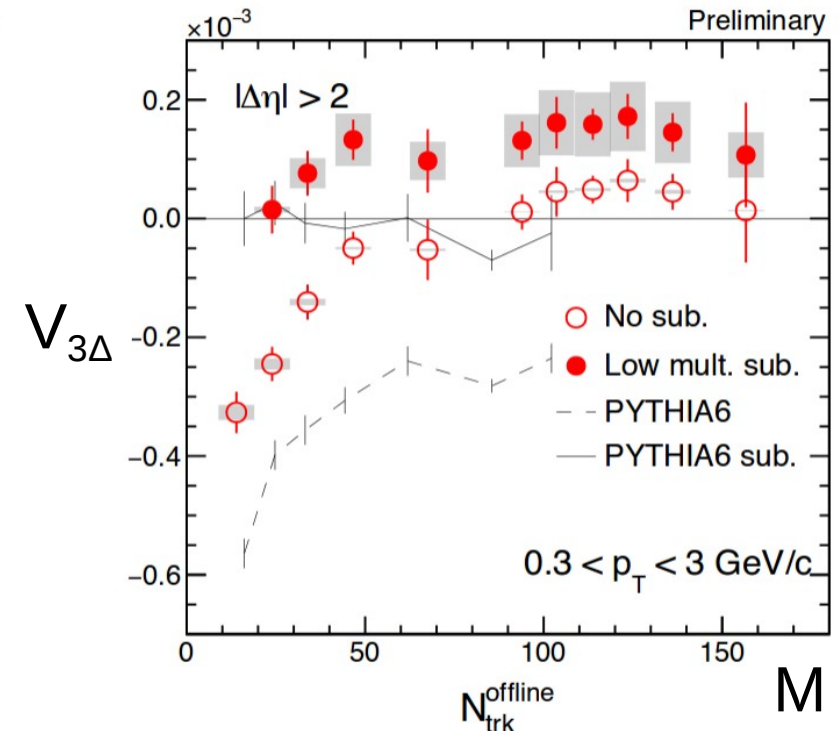 ×10⁻³
Preliminary
|Δη| > 2
0.2
0.0
−0.2
−0.4
−0.6
V3Δ
No sub.
Low mult. sub.
PYTHIA6
PYTHIA6 sub.
0.3 < pT < 3 GeV/c
0 50 100 150
M
Ntrk^offline